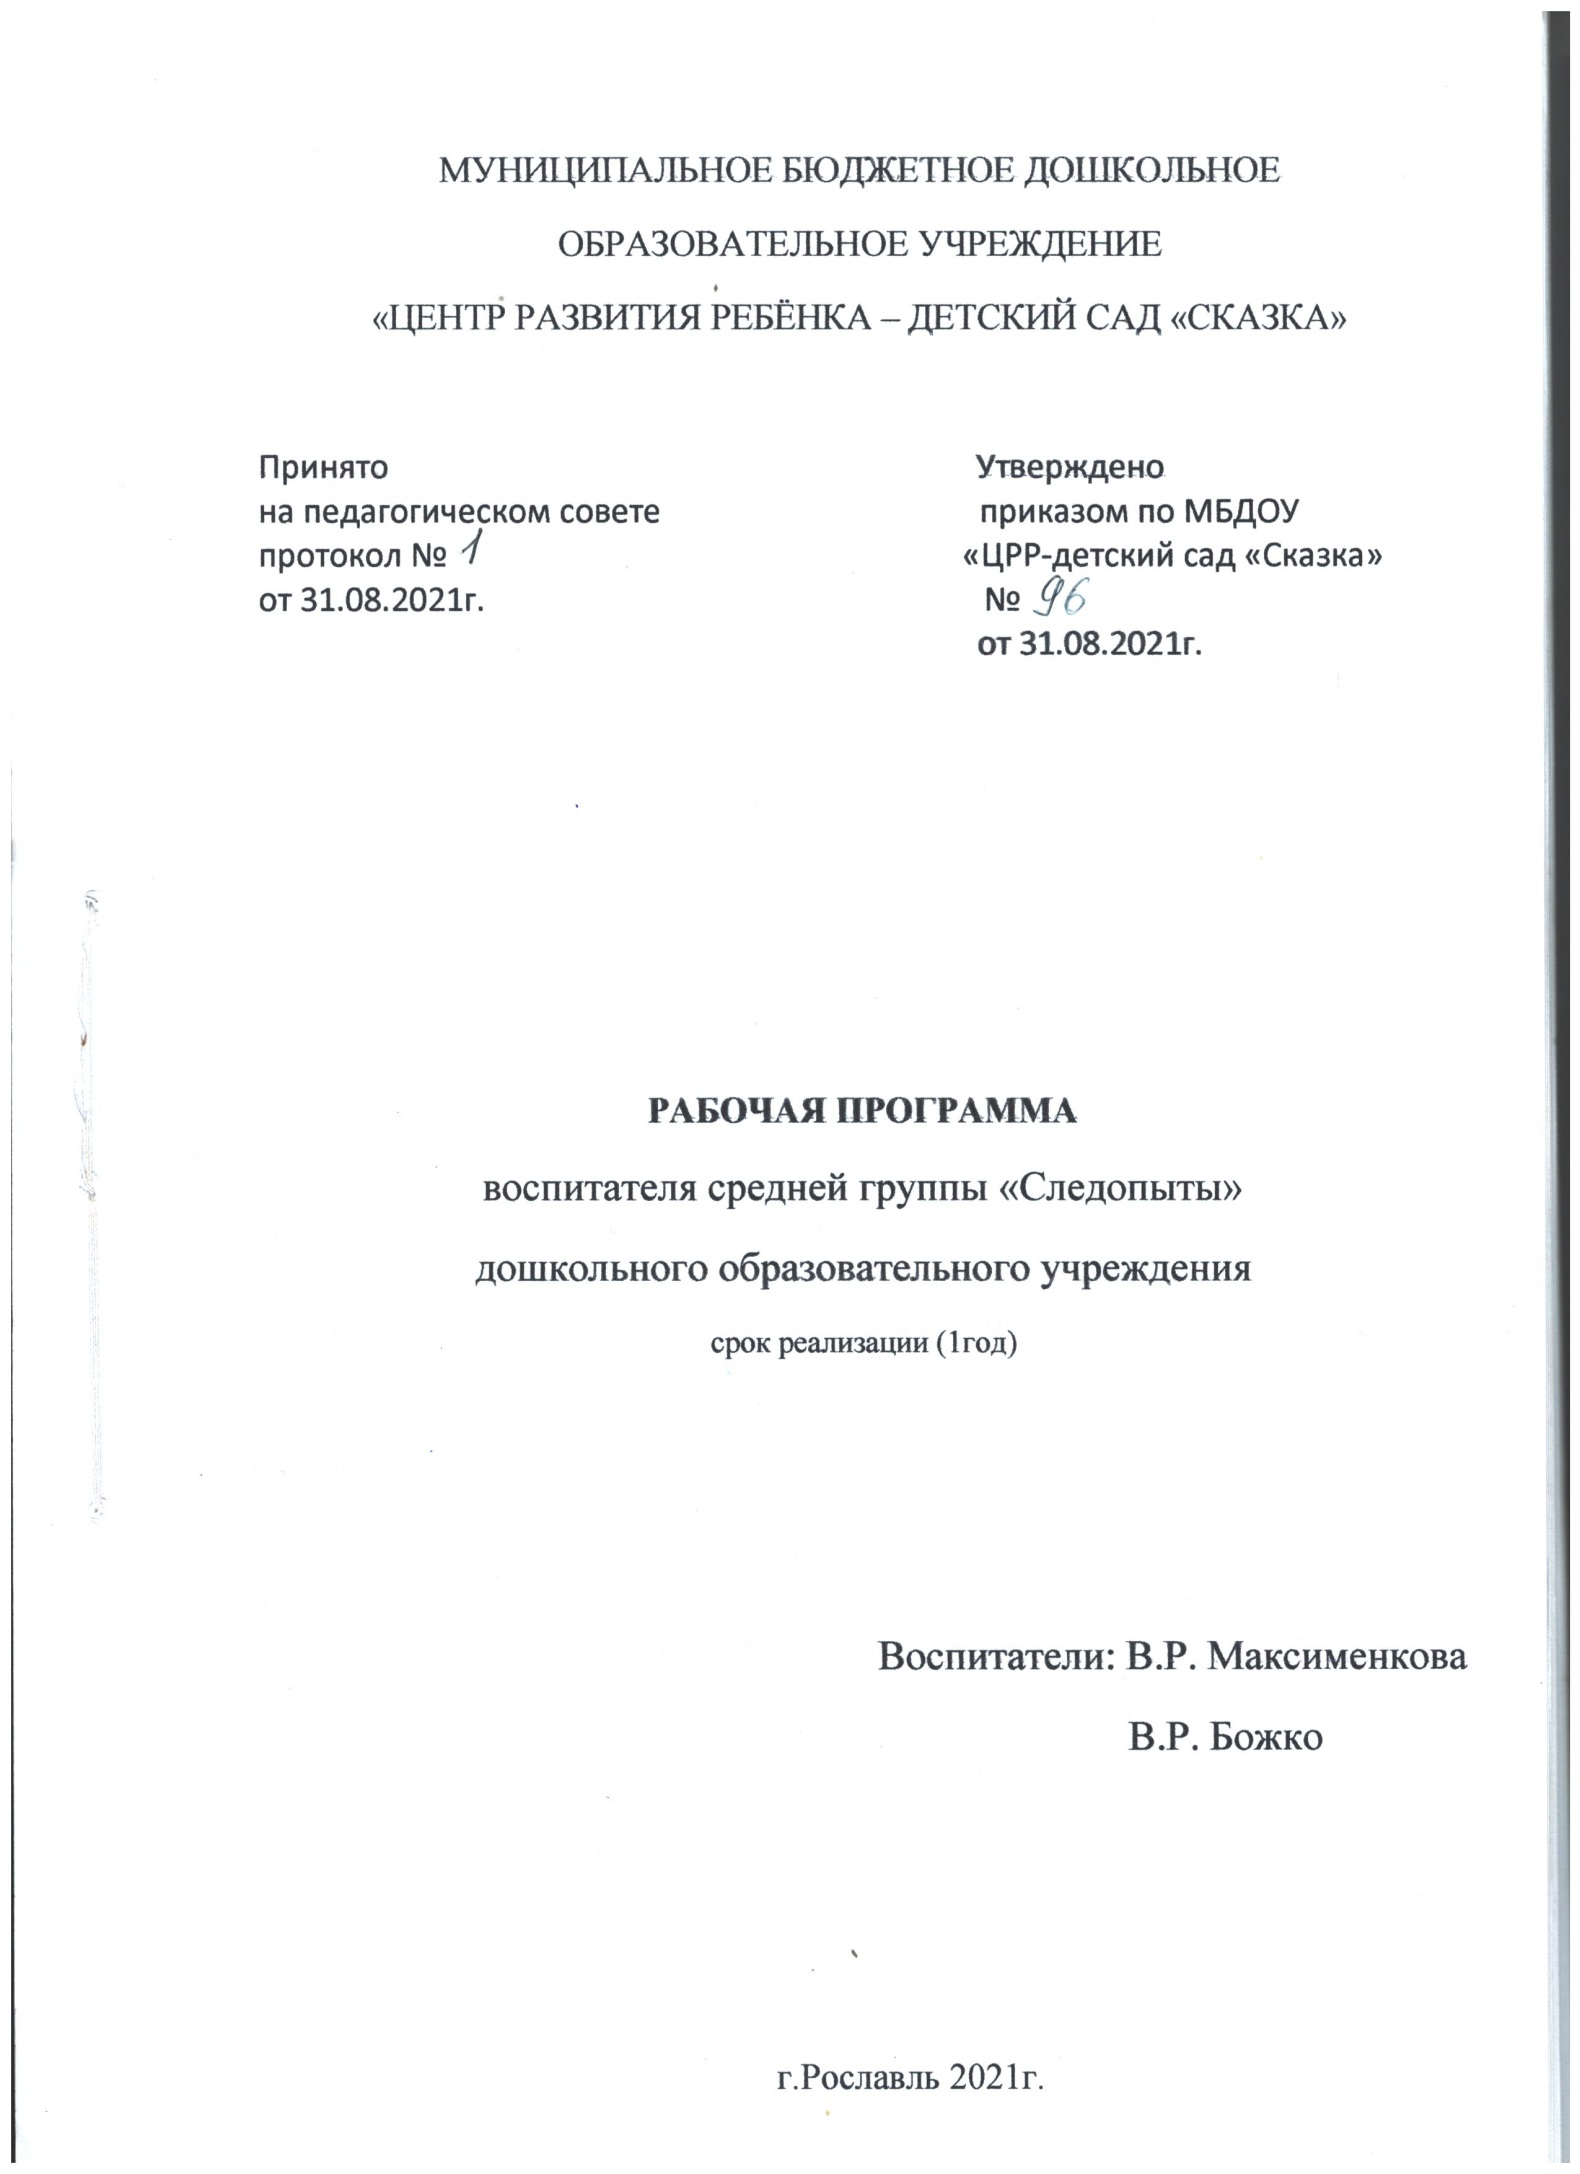 МУНИЦИПАЛЬНОЕ БЮДЖЕТНОЕ ДОШКОЛЬНОЕ
ОБРАЗОВАТЕЛЬНОЕ УЧРЕЖДЕНИЕ
«ЦЕНТР РАЗВИТИЯ РЕБЁНКА – ДЕТСКИЙ САД «СКАЗКА»
Принято
на педагогическом совете
протокол № 1
от 31.08.2021г.
Утверждено
приказом по МБДОУ
«ЦРР-детский сад «Сказка»
№ 96
от 31.08.2021г.
РАБОЧАЯ ПРОГРАММА
воспитателя средней группы «Следопыты»
дошкольного образовательного учреждения
срок реализации (1год)
Воспитатели: В.Р. Максименкова
В.Р. Божко
г.Рославль 2021г.